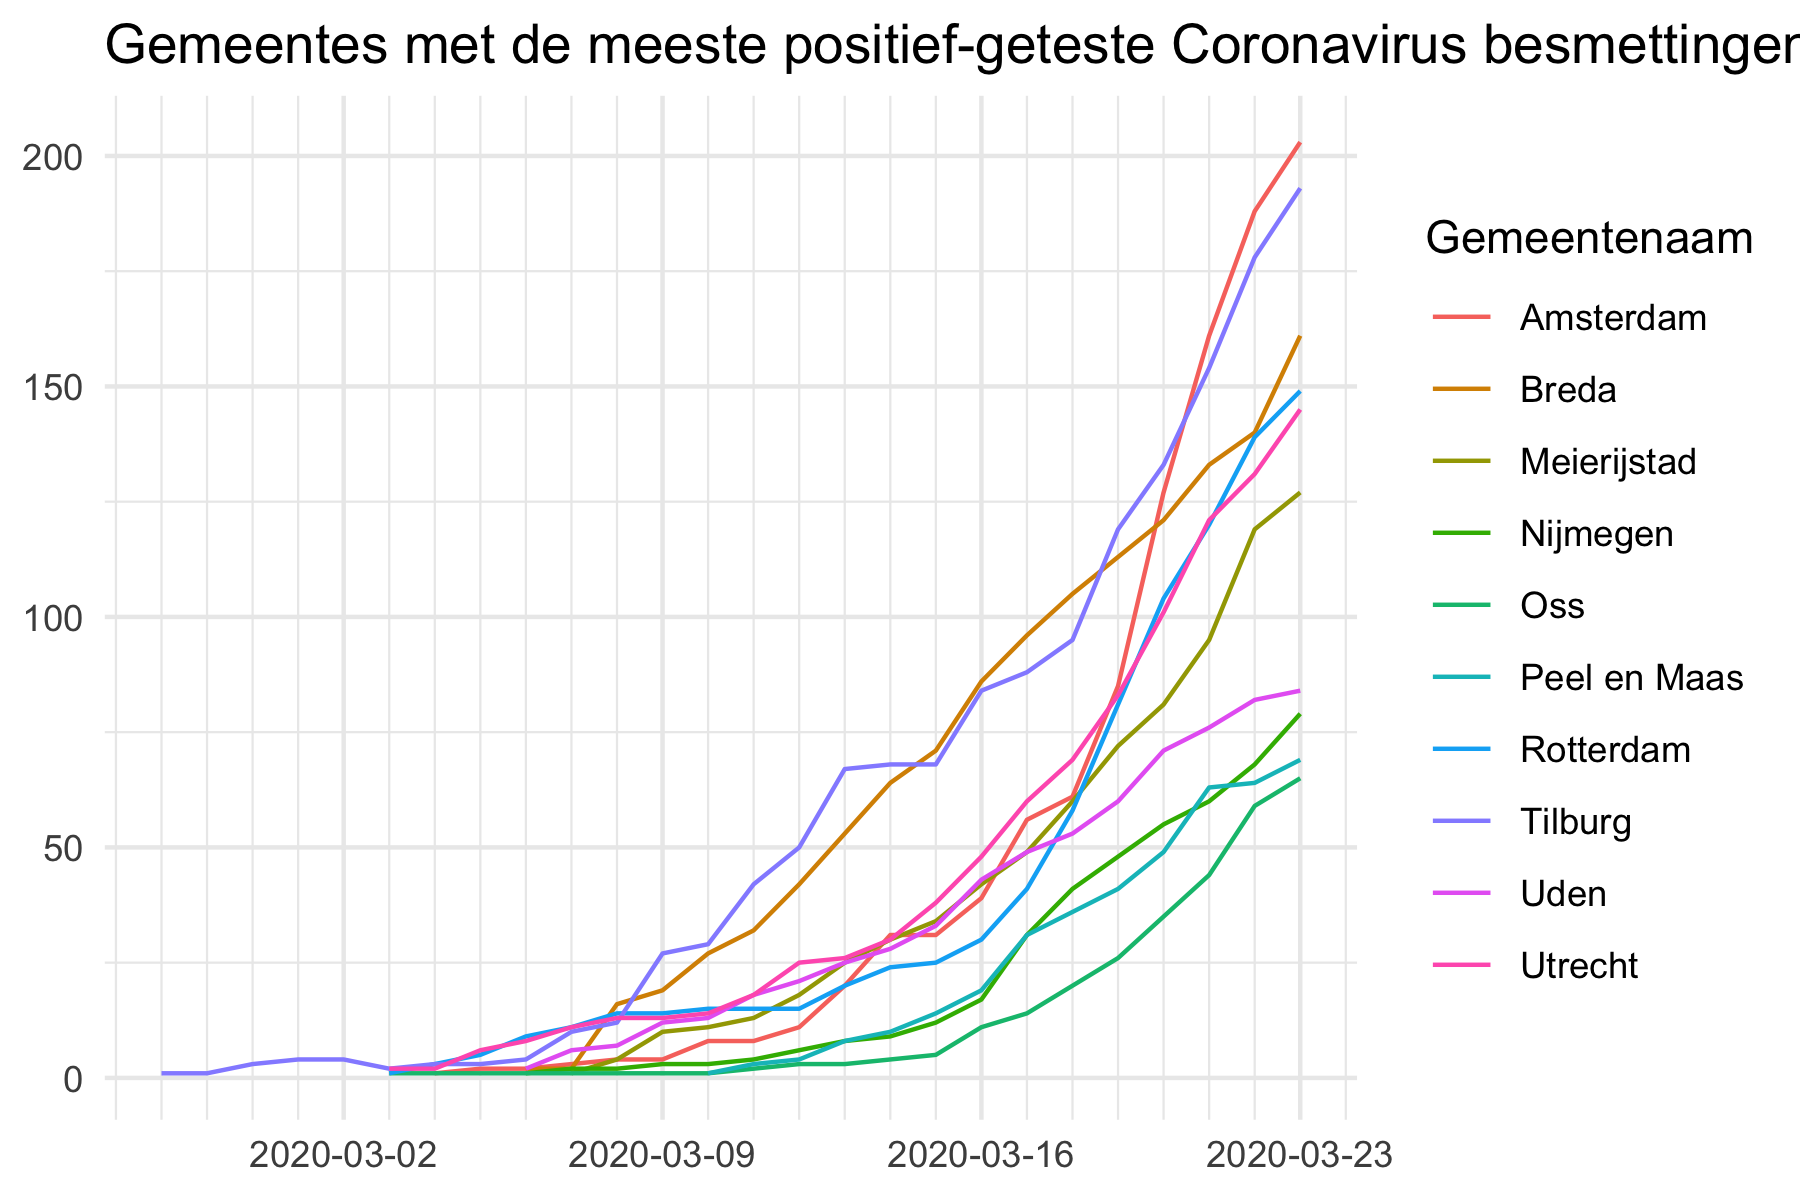 Gemeentes met de meeste positief-geteste Coronavirus besmettingen
200
150
100
50
0
2020-03-02
2020-03-09
2020-03-16
2020-03-23
Gemeentenaam
Amsterdam
Breda
Meierijstad
Nijmegen
Oss
Peel en Maas
Rotterdam
Tilburg
Uden
Utrecht